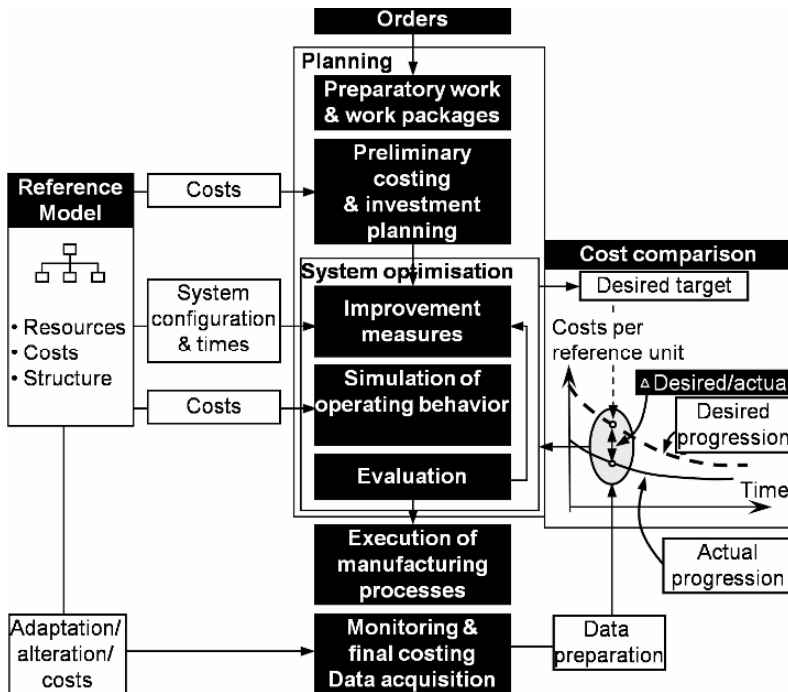 Orders
Planning
Preparatory work
& work packages
Preliminary
costing
& investment
planning
Reference
Model
Costs
• Resources
• Costs
• Structure
System
configuration
& times
Costs
System optimisation
Improvement
measures
Simulation of
operating behavior
Evaluation
Cost comparison
Desired target
Costs per
reference unit
Δ Desired/actual
Desired
progression
Time
Actual
progression
Execution of
manufacturing
processes
Adaptation/
alteration/
costs
Monitoring &
final costing
Data acquisition
Data
preparation